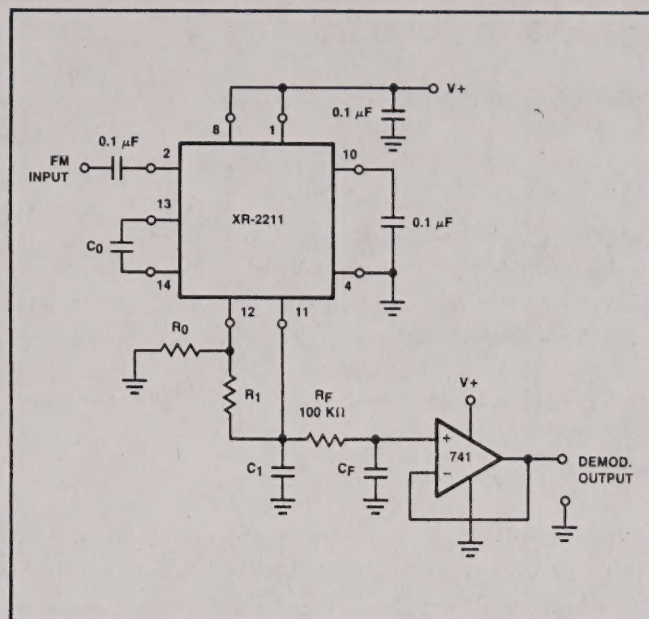 V+
0.1 μF
8
1
0.1 μF
FM
INPUT
2
10
13
XR-2211
0.1 μF
C0
14
4
12
11
R0
R1
RF
100 KΩ
V+
C1
CF
+
741
−
DEMOD.
OUTPUT